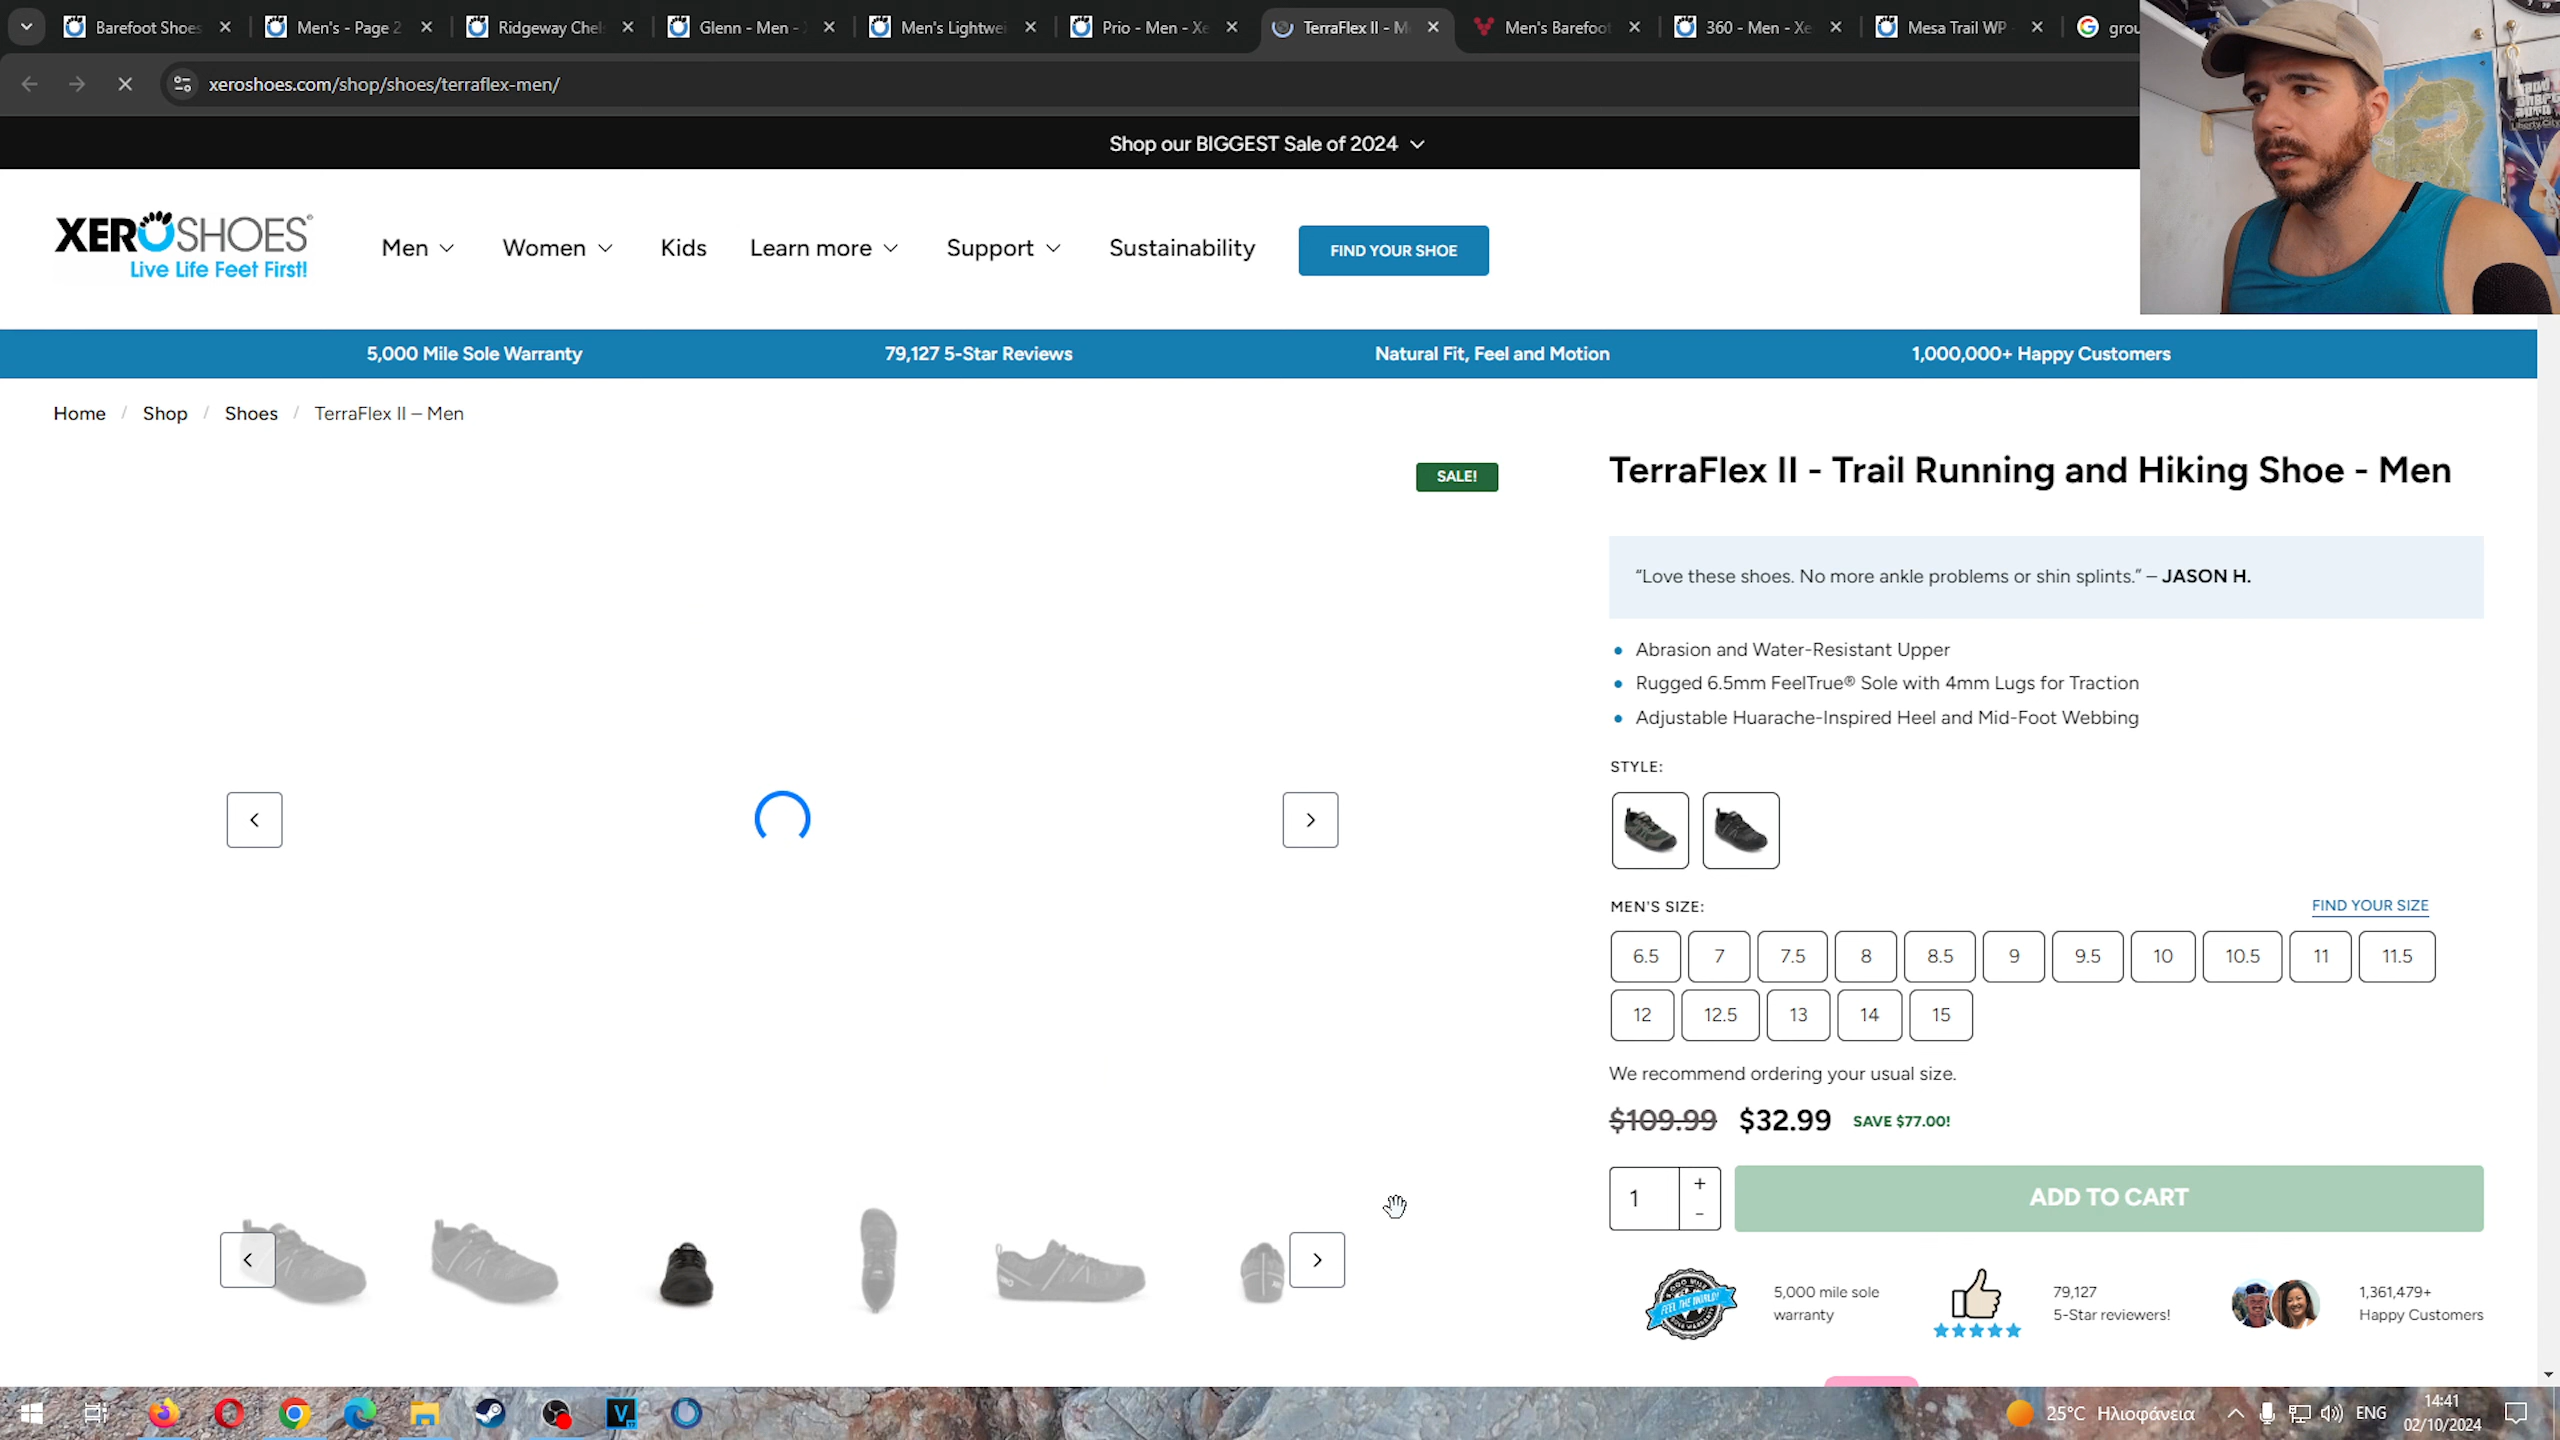 Barefoot Shoes
Men's - Page 2
Ridgeway Chel
Glenn - Men -
Men's Lightwei
Prio - Men - Xe
TerraFlex II - M
Men's Barefoot
360 - Men - Xe
Mesa Trail WP
grou
xeroshoes.com/shop/shoes/terraflex-men/
Shop our BIGGEST Sale of 2024
XEROSHOES®
Live Life Feet First!
Men
Women
Kids
Learn more
Support
Sustainability
FIND YOUR SHOE
5,000 Mile Sole Warranty
79,127 5-Star Reviews
Natural Fit, Feel and Motion
1,000,000+ Happy Customers
Home / Shop / Shoes / TerraFlex II – Men
SALE!
TerraFlex II - Trail Running and Hiking Shoe - Men
“Love these shoes. No more ankle problems or shin splints.” – JASON H.
Abrasion and Water-Resistant Upper
Rugged 6.5mm FeelTrue® Sole with 4mm Lugs for Traction
Adjustable Huarache-Inspired Heel and Mid-Foot Webbing
STYLE:
MEN'S SIZE:
FIND YOUR SIZE
6.5 7 7.5 8 8.5 9 9.5 10 10.5 11 11.5
12 12.5 13 14 15
We recommend ordering your usual size.
$109.99 $32.99 SAVE $77.00!
1
+
-
ADD TO CART
FEEL THE WORLD!
5,000 mile sole
warranty
79,127
5-Star reviewers!
1,361,479+
Happy Customers
25°C Ηλιοφάνεια
ENG
14:41
02/10/2024